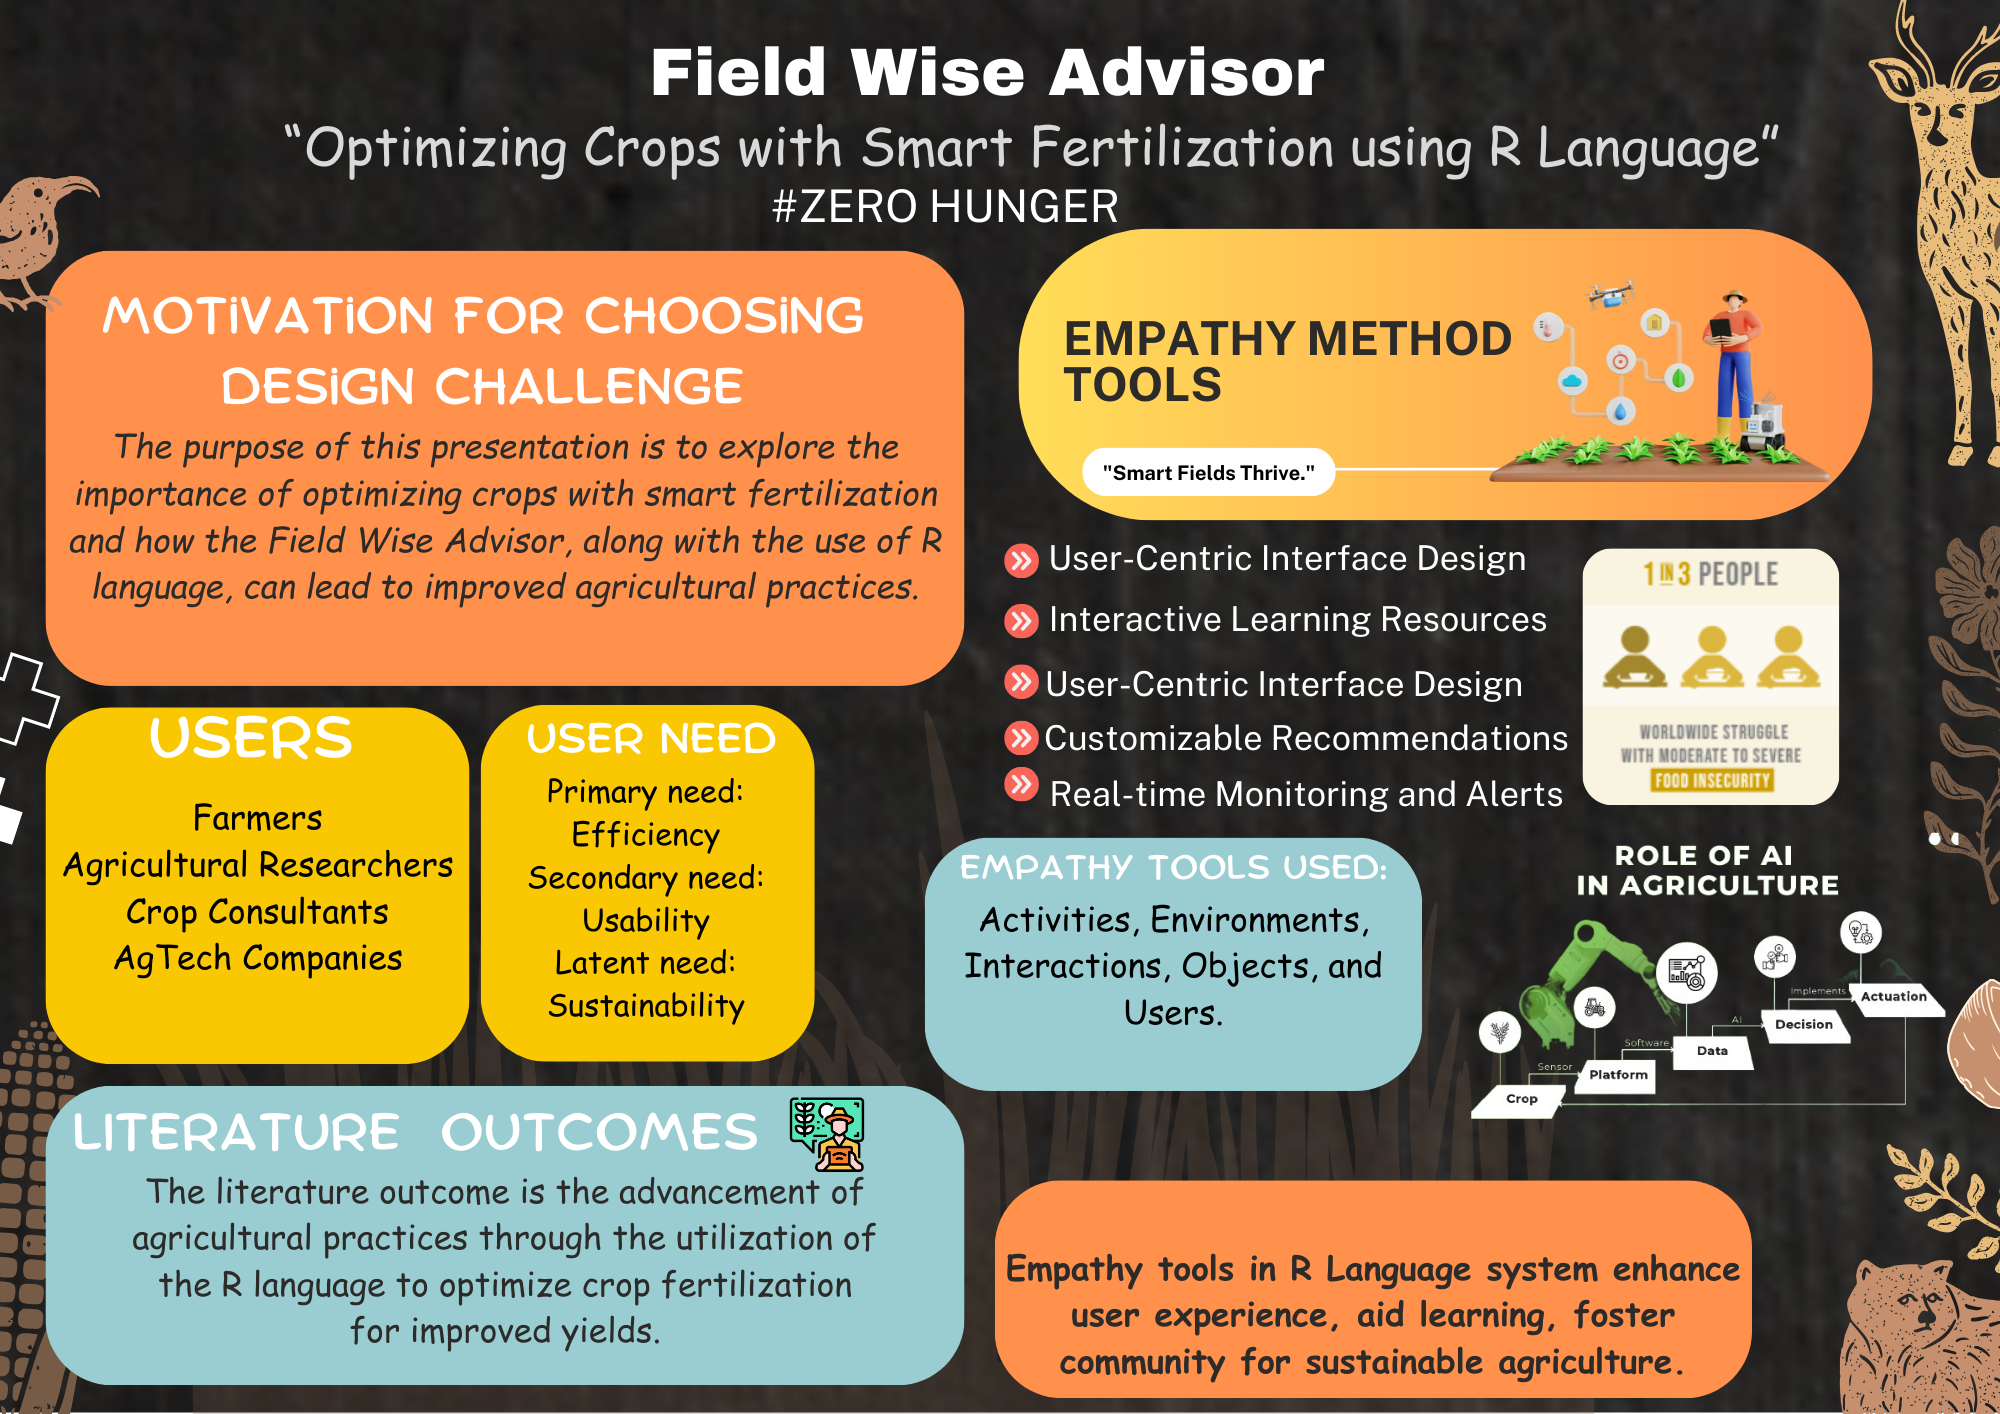 Field Wise Advisor
“Optimizing Crops with Smart Fertilization using R Language”
#ZERO HUNGER
MOTIVATION FOR CHOOSING
DESIGN CHALLENGE
The purpose of this presentation is to explore the
importance of optimizing crops with smart fertilization
and how the Field Wise Advisor, along with the use of R
language, can lead to improved agricultural practices.
EMPATHY METHOD
TOOLS
"Smart Fields Thrive."
User-Centric Interface Design
Interactive Learning Resources
User-Centric Interface Design
Customizable Recommendations
Real-time Monitoring and Alerts
1 IN 3 PEOPLE
WORLDWIDE STRUGGLE
WITH MODERATE TO SEVERE
FOOD INSECURITY
USERS
Farmers
Agricultural Researchers
Crop Consultants
AgTech Companies
USER NEED
Primary need:
Efficiency
Secondary need:
Usability
Latent need:
Sustainability
EMPATHY TOOLS USED:
Activities, Environments,
Interactions, Objects, and
Users.
ROLE OF AI
IN AGRICULTURE
Crop
Sensor
Platform
Software
Data
AI
Decision
Implements
Actuation
LITERATURE OUTCOMES
The literature outcome is the advancement of
agricultural practices through the utilization of
the R language to optimize crop fertilization
for improved yields.
Empathy tools in R Language system enhance
user experience, aid learning, foster
community for sustainable agriculture.